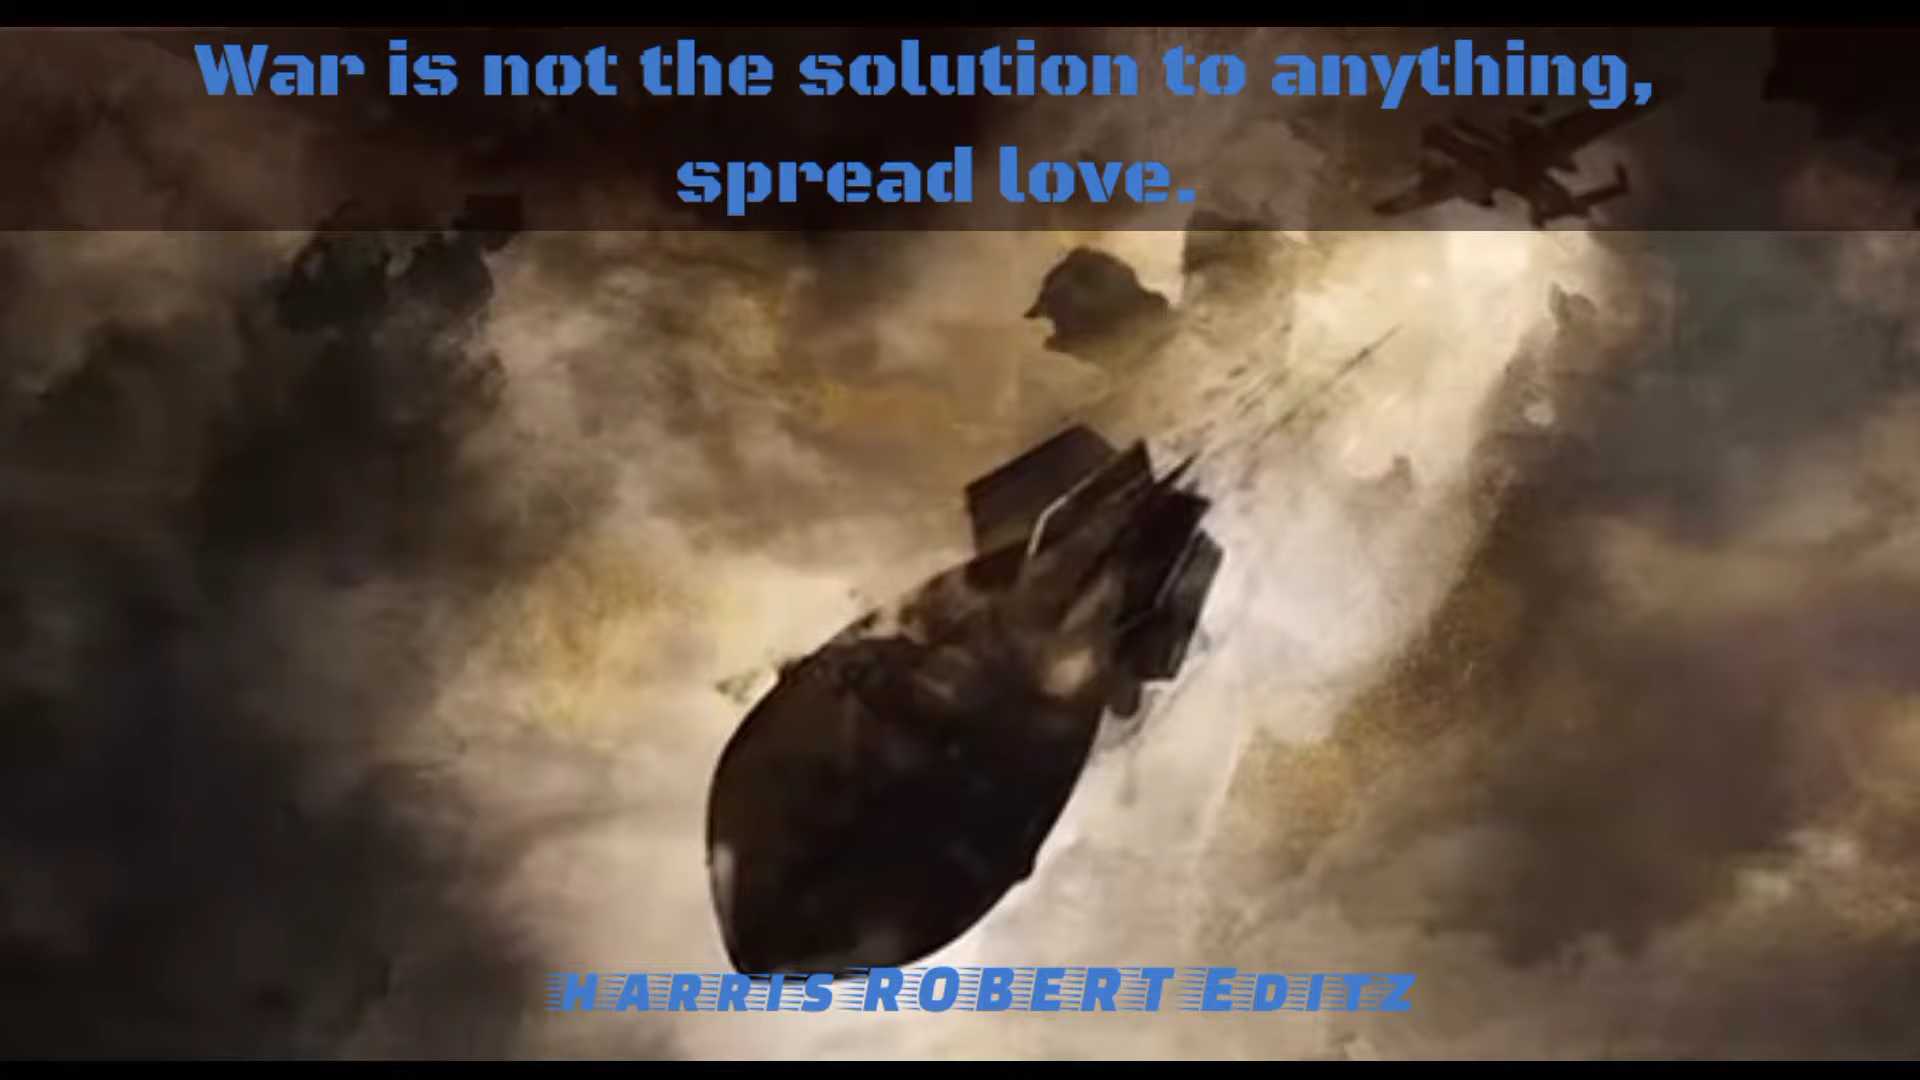 War is not the solution to anything,
spread love.
HARRIS ROBERT EDITZ